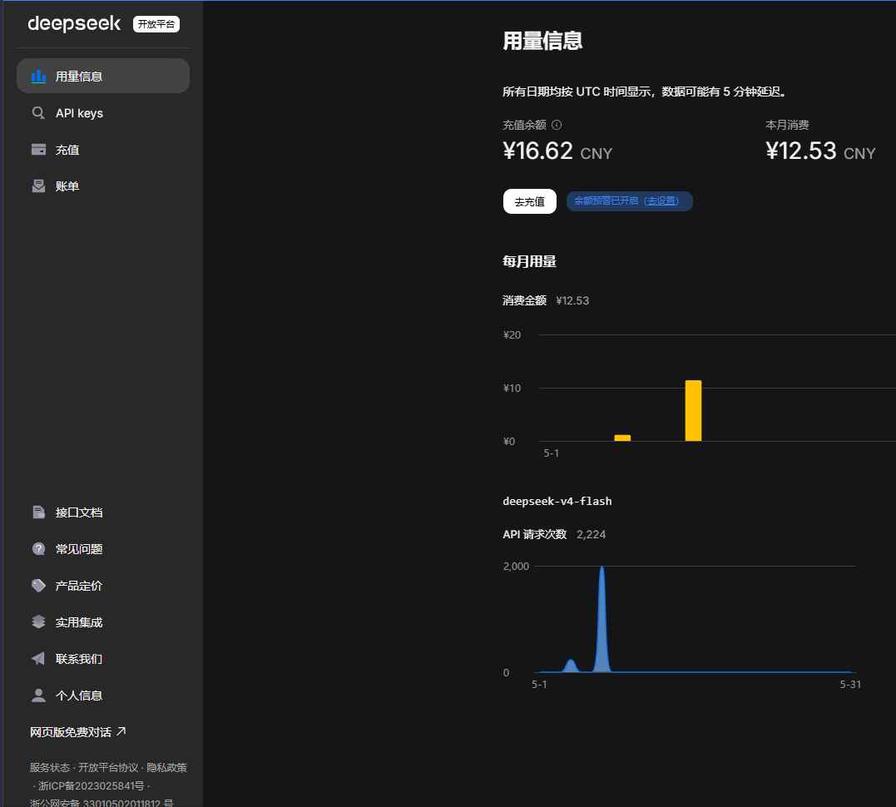 deepseek 开放平台
用量信息
API keys
充值
账单
接口文档
常见问题
产品定价
实用集成
联系我们
个人信息
网页版免费对话
服务状态 · 开放平台协议 · 隐私政策
· 浙ICP备2023025841号 ·
浙公网安备 33010502011812 号
用量信息
所有日期均按 UTC 时间显示，数据可能有 5 分钟延迟。
充值余额 本月消费
¥16.62 CNY ¥12.53 CNY
去充值 余额预警已开启（去设置）
每月用量
消费金额 ¥12.53
¥20
¥10
¥0
5-1
deepseek-v4-flash
API 请求次数 2,224
2,000
0
5-1 5-31